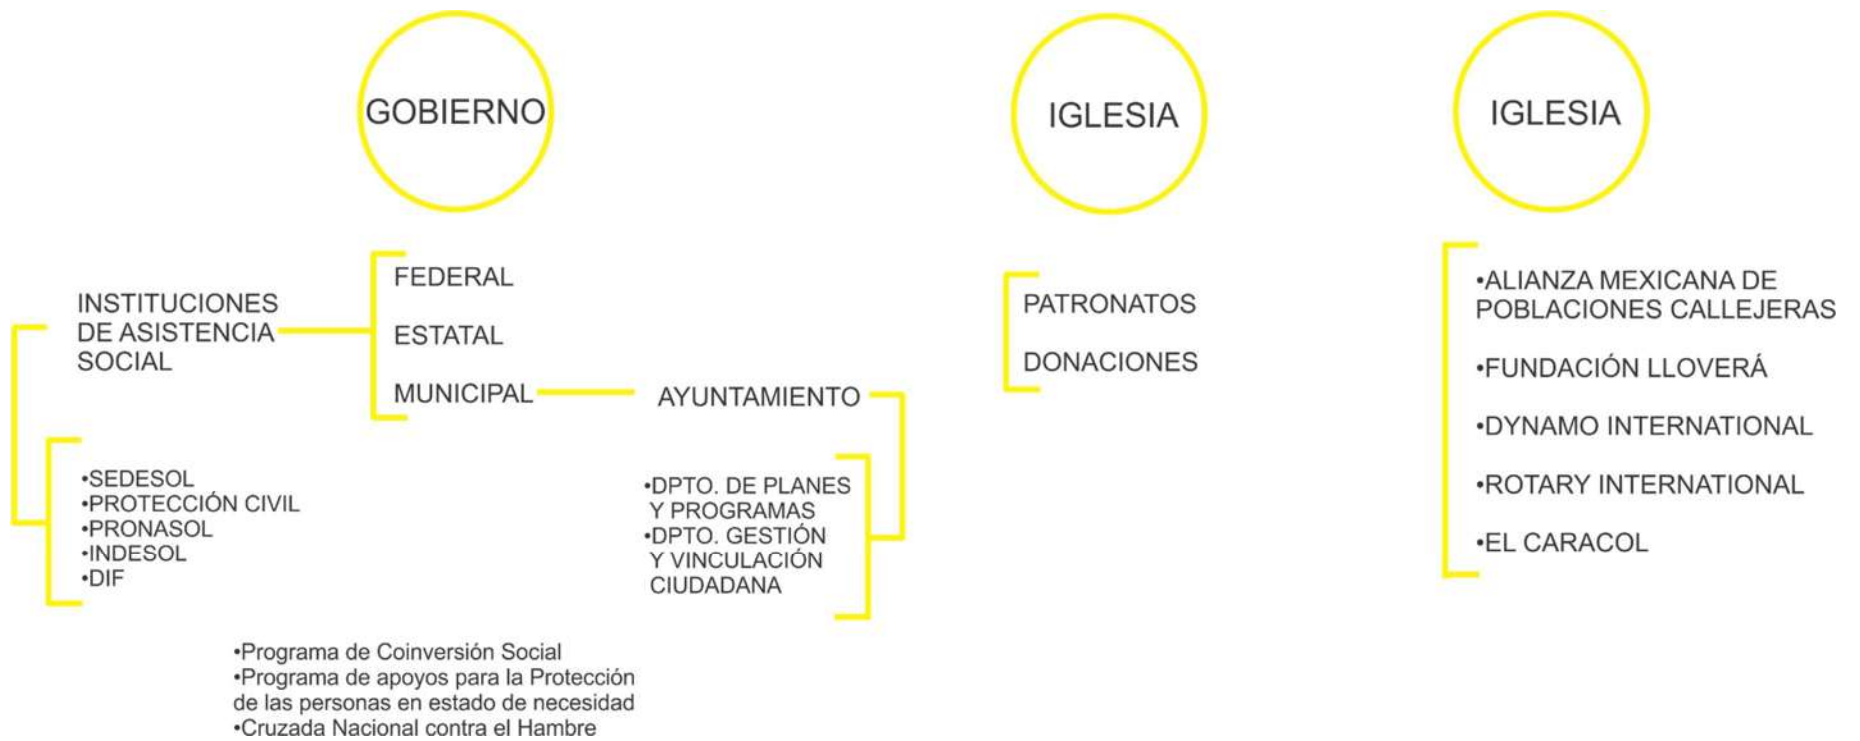 GOBIERNO
INSTITUCIONES
DE ASISTENCIA
SOCIAL
FEDERAL
ESTATAL
MUNICIPAL
AYUNTAMIENTO
•SEDESOL
•PROTECCIÓN CIVIL
•PRONASOL
•INDESOL
•DIF
•DPTO. DE PLANES
Y PROGRAMAS
•DPTO. GESTIÓN
Y VINCULACIÓN
CIUDADANA
•Programa de Coinversión Social
•Programa de apoyos para la Protección
de las personas en estado de necesidad
•Cruzada Nacional contra el Hambre
IGLESIA
PATRONATOS
DONACIONES
IGLESIA
•ALIANZA MEXICANA DE
POBLACIONES CALLEJERAS
•FUNDACIÓN LLOVERÁ
•DYNAMO INTERNATIONAL
•ROTARY INTERNATIONAL
•EL CARACOL